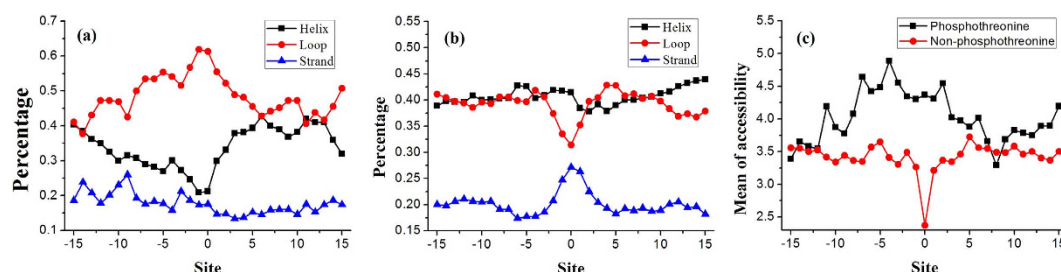 (a)
Helix
Loop
Strand
Percentage
0.7
0.6
0.5
0.4
0.3
0.2
0.1
-15 -10 -5 0 5 10 15
Site
(b)
Helix
Loop
Strand
Percentage
0.55
0.50
0.45
0.40
0.35
0.30
0.25
0.20
0.15
-15 -10 -5 0 5 10 15
Site
(c)
Phosphothreonine
Non-phosphothreonine
Mean of accessibility
5.5
5.0
4.5
4.0
3.5
3.0
2.5
-15 -10 -5 0 5 10 15
Site